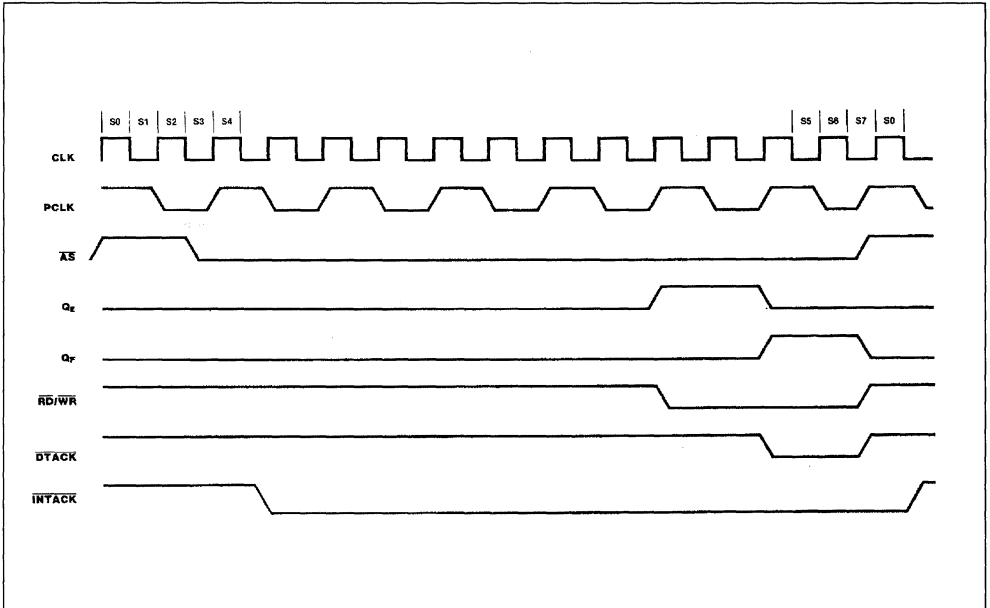 S0 S1 S2 S3 S4 S5 S6 S7 S0
CLK
PCLK
AS
QE
QF
RD/WR
DTACK
INTACK